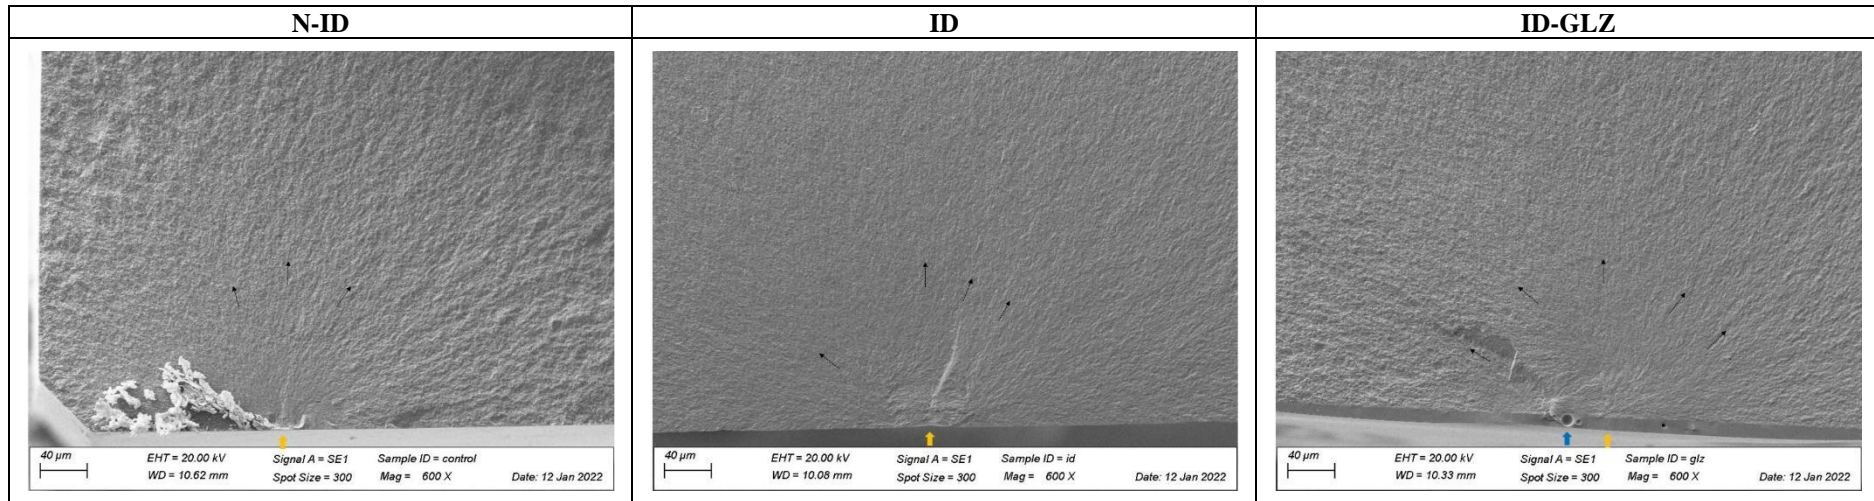 N-ID
ID
ID-GLZ
40 µm
EHT = 20.00 kV
Signal A = SE1
Sample ID = control
WD = 10.62 mm
Spot Size = 300
Mag = 600 X
Date: 12 Jan 2022
40 µm
EHT = 20.00 kV
Signal A = SE1
Sample ID = id
WD = 10.08 mm
Spot Size = 300
Mag = 600 X
Date: 12 Jan 2022
40 µm
EHT = 20.00 kV
Signal A = SE1
Sample ID = glz
WD = 10.33 mm
Spot Size = 300
Mag = 600 X
Date: 12 Jan 2022